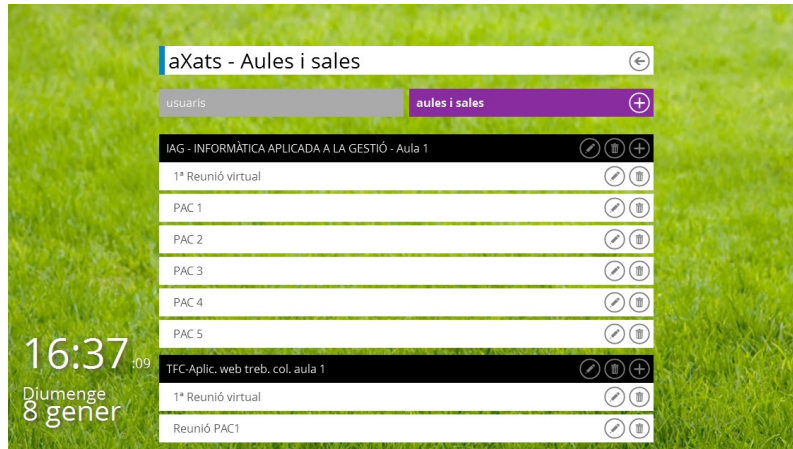 aXats - Aules i sales
usuaris
aules i sales
IAG - INFORMÀTICA APLICADA A LA GESTIÓ - Aula 1
1ª Reunió virtual
PAC 1
PAC 2
PAC 3
PAC 4
PAC 5
TFC-Aplic. web treb. col. aula 1
1ª Reunió virtual
Reunió PAC1
16:37:09
Diumenge
8 gener